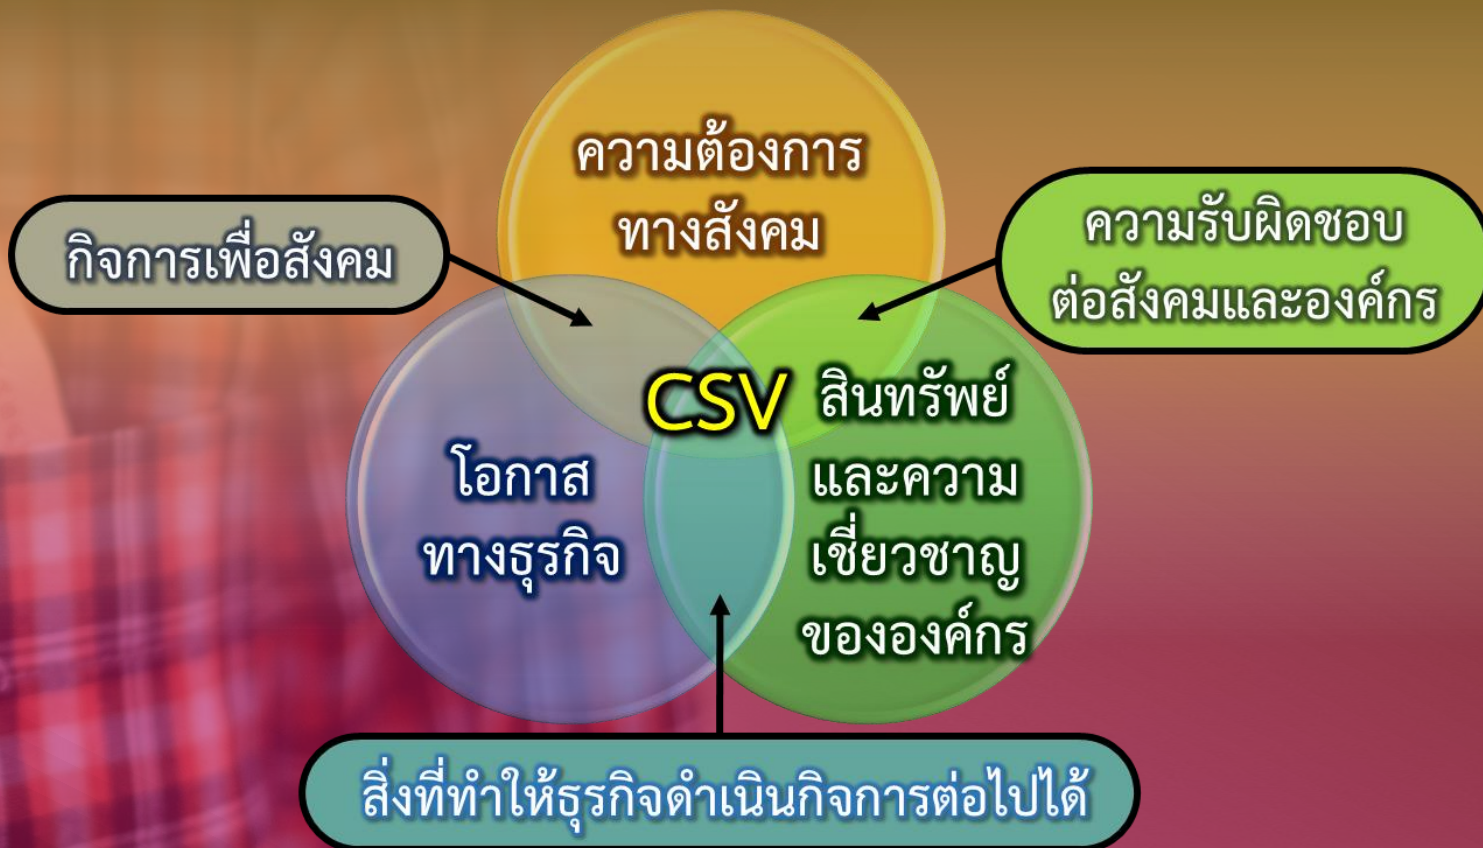 ความต้องการ
ทางสังคม
กิจการเพื่อสังคม
ความรับผิดชอบ
ต่อสังคมและองค์กร
CSV
สินทรัพย์
และความ
เชี่ยวชาญ
ขององค์กร
โอกาส
ทางธุรกิจ
สิ่งที่ทำให้ธุรกิจดำเนินกิจการต่อไปได้